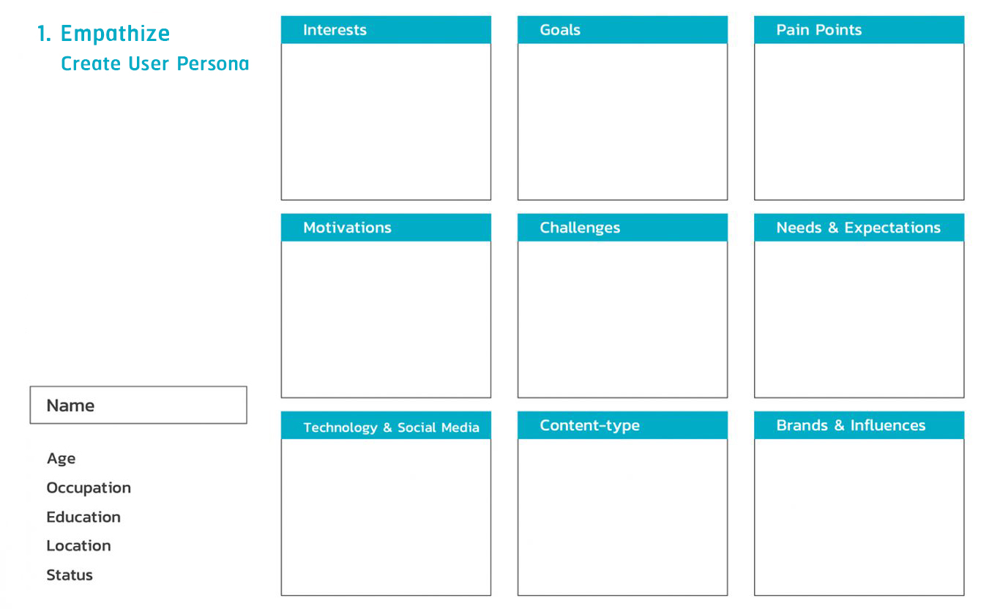 1. Empathize
Create User Persona
Interests
Goals
Pain Points
Motivations
Challenges
Needs & Expectations
Technology & Social Media
Content-type
Brands & Influences
Name
Age
Occupation
Education
Location
Status